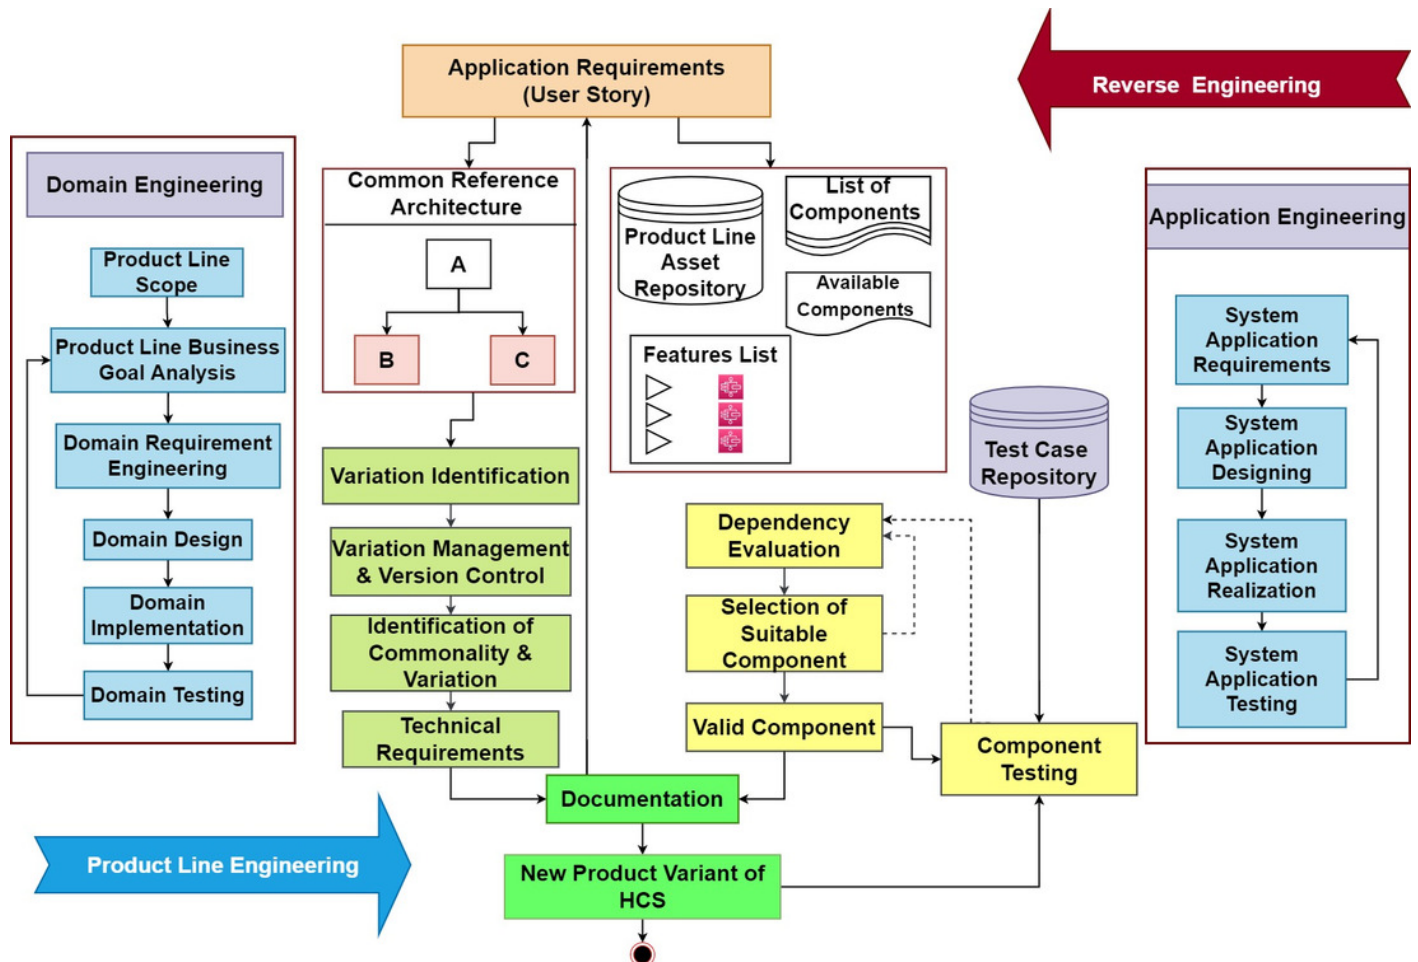 Application Requirements
(User Story)
Reverse Engineering
Domain Engineering
Product Line
Scope
Product Line Business
Goal Analysis
Domain Requirement
Engineering
Domain Design
Domain
Implementation
Domain Testing
Common Reference
Architecture
A
B
C
Variation Identification
Variation Management
& Version Control
Identification of
Commonality &
Variation
Technical
Requirements
Product Line
Asset
Repository
List of
Components
Available
Components
Features List
Dependency
Evaluation
Selection of
Suitable
Component
Valid Component
Test Case
Repository
Component
Testing
Application Engineering
System
Application
Requirements
System
Application
Designing
System
Application
Realization
System
Application
Testing
Documentation
New Product Variant of
HCS
Product Line Engineering